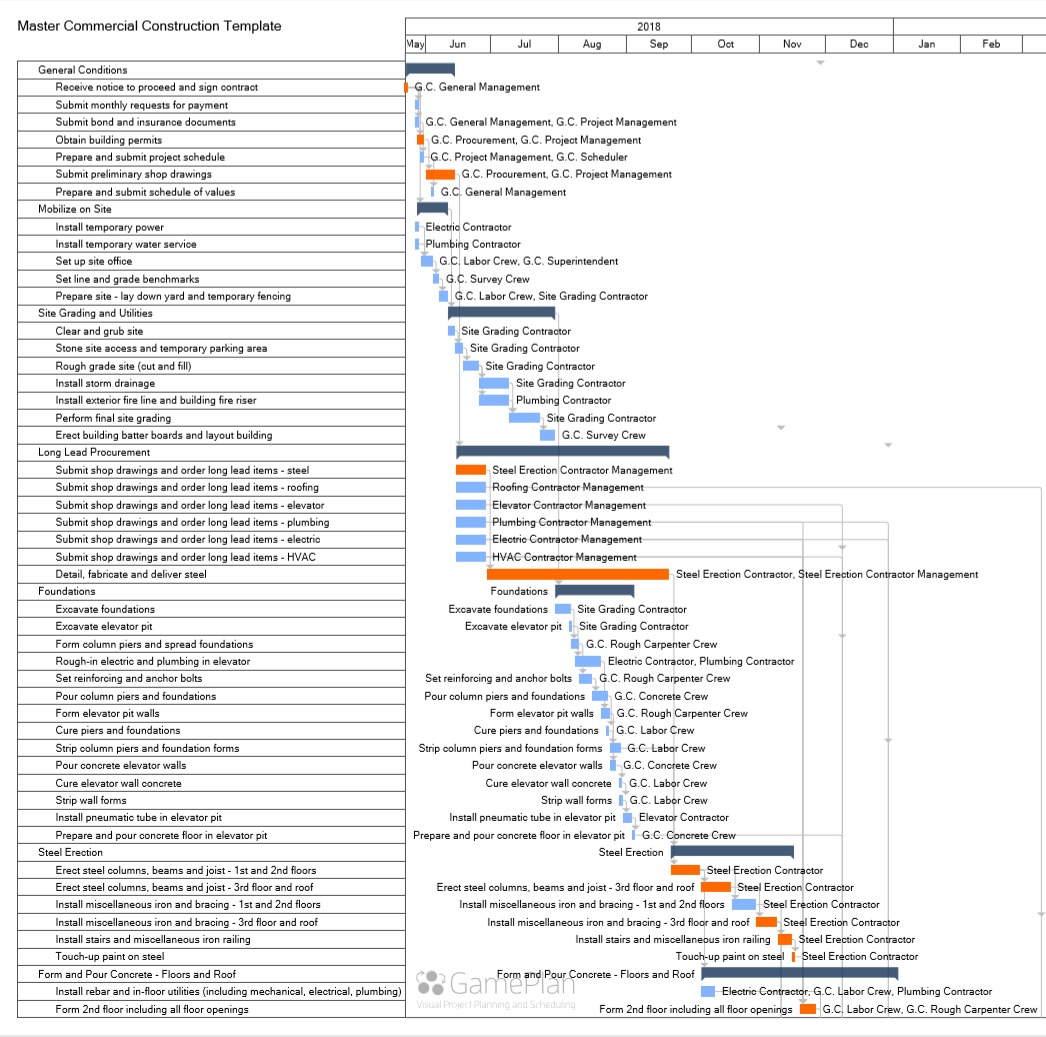 Master Commercial Construction Template
2018
May Jun Jul Aug Sep Oct Nov Dec Jan Feb
General Conditions
Receive notice to proceed and sign contract G.C. General Management
Submit monthly requests for payment
Submit bond and insurance documents G.C. General Management, G.C. Project Management
Obtain building permits G.C. Procurement, G.C. Project Management
Prepare and submit project schedule G.C. Project Management, G.C. Scheduler
Submit preliminary shop drawings G.C. Procurement, G.C. Project Management
Prepare and submit schedule of values G.C. General Management
Mobilize on Site
Install temporary power Electric Contractor
Install temporary water service Plumbing Contractor
Set up site office G.C. Labor Crew, G.C. Superintendent
Set line and grade benchmarks G.C. Survey Crew
Prepare site - lay down yard and temporary fencing G.C. Labor Crew, Site Grading Contractor
Site Grading and Utilities
Clear and grub site Site Grading Contractor
Stone site access and temporary parking area Site Grading Contractor
Rough grade site (cut and fill) Site Grading Contractor
Install storm drainage Site Grading Contractor
Install exterior fire line and building fire riser Plumbing Contractor
Perform final site grading Site Grading Contractor
Erect building batter boards and layout building G.C. Survey Crew
Long Lead Procurement
Submit shop drawings and order long lead items - steel Steel Erection Contractor Management
Submit shop drawings and order long lead items - roofing Roofing Contractor Management
Submit shop drawings and order long lead items - elevator Elevator Contractor Management
Submit shop drawings and order long lead items - plumbing Plumbing Contractor Management
Submit shop drawings and order long lead items - electric Electric Contractor Management
Submit shop drawings and order long lead items - HVAC HVAC Contractor Management
Detail, fabricate and deliver steel Steel Erection Contractor, Steel Erection Contractor Management
Foundations Foundations
Excavate foundations Excavate foundations Site Grading Contractor
Excavate elevator pit Excavate elevator pit Site Grading Contractor
Form column piers and spread foundations G.C. Rough Carpenter Crew
Rough-in electric and plumbing in elevator Electric Contractor, Plumbing Contractor
Set reinforcing and anchor bolts Set reinforcing and anchor bolts G.C. Rough Carpenter Crew
Pour column piers and foundations Pour column piers and foundations G.C. Concrete Crew
Form elevator pit walls Form elevator pit walls G.C. Rough Carpenter Crew
Cure piers and foundations Cure piers and foundations G.C. Labor Crew
Strip column piers and foundation forms Strip column piers and foundation forms G.C. Labor Crew
Pour concrete elevator walls Pour concrete elevator walls G.C. Concrete Crew
Cure elevator wall concrete Cure elevator wall concrete G.C. Labor Crew
Strip wall forms Strip wall forms G.C. Labor Crew
Install pneumatic tube in elevator pit Install pneumatic tube in elevator pit Elevator Contractor
Prepare and pour concrete floor in elevator pit Prepare and pour concrete floor in elevator pit G.C. Concrete Crew
Steel Erection Steel Erection
Erect steel columns, beams and joist - 1st and 2nd floors Steel Erection Contractor
Erect steel columns, beams and joist - 3rd floor and roof Erect steel columns, beams and joist - 3rd floor and roof Steel Erection Contractor
Install miscellaneous iron and bracing - 1st and 2nd floors Install miscellaneous iron and bracing - 1st and 2nd floors Steel Erection Contractor
Install miscellaneous iron and bracing - 3rd floor and roof Install miscellaneous iron and bracing - 3rd floor and roof Steel Erection Contractor
Install stairs and miscellaneous iron railing Install stairs and miscellaneous iron railing Steel Erection Contractor
Touch-up paint on steel Touch-up paint on steel Steel Erection Contractor
Form and Pour Concrete - Floors and Roof Form and Pour Concrete - Floors and Roof
GamePlan
Install rebar and in-floor utilities (including mechanical, electrical, plumbing) Electric Contractor, G.C. Labor Crew, Plumbing Contractor
Visual Project Planning and Scheduling
Form 2nd floor including all floor openings Form 2nd floor including all floor openings G.C. Labor Crew, G.C. Rough Carpenter Crew